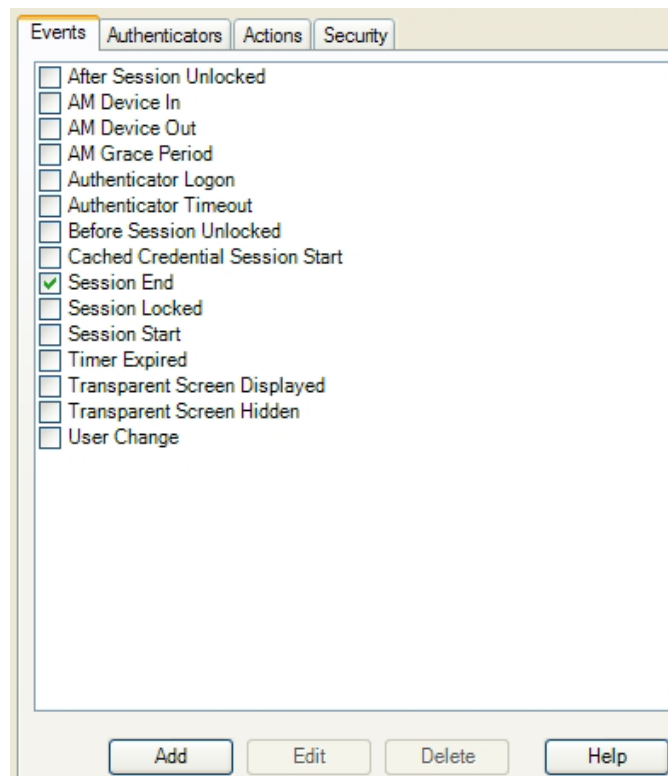 Events Authenticators Actions Security
After Session Unlocked
AM Device In
AM Device Out
AM Grace Period
Authenticator Logon
Authenticator Timeout
Before Session Unlocked
Cached Credential Session Start
Session End
Session Locked
Session Start
Timer Expired
Transparent Screen Displayed
Transparent Screen Hidden
User Change
Add Edit Delete Help